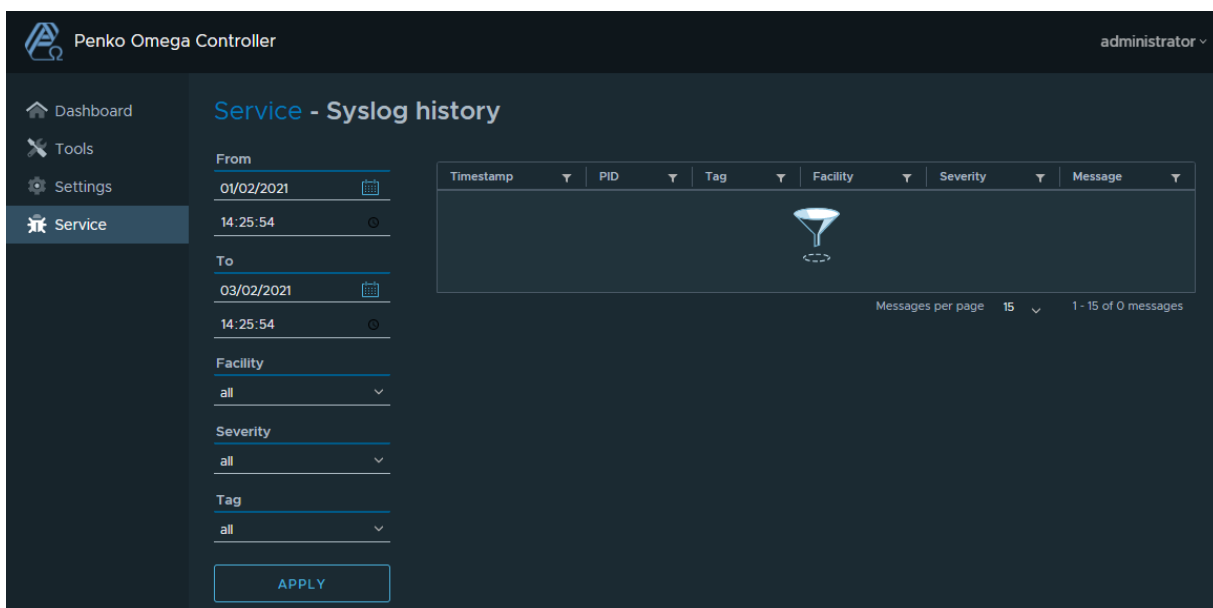 Penko Omega Controller
administrator
Dashboard
Tools
Settings
Service
Service - Syslog history
From
01/02/2021
14:25:54
To
03/02/2021
14:25:54
Facility
all
Severity
all
Tag
all
APPLY
Timestamp PID Tag Facility Severity Message
Messages per page 15 1 - 15 of 0 messages